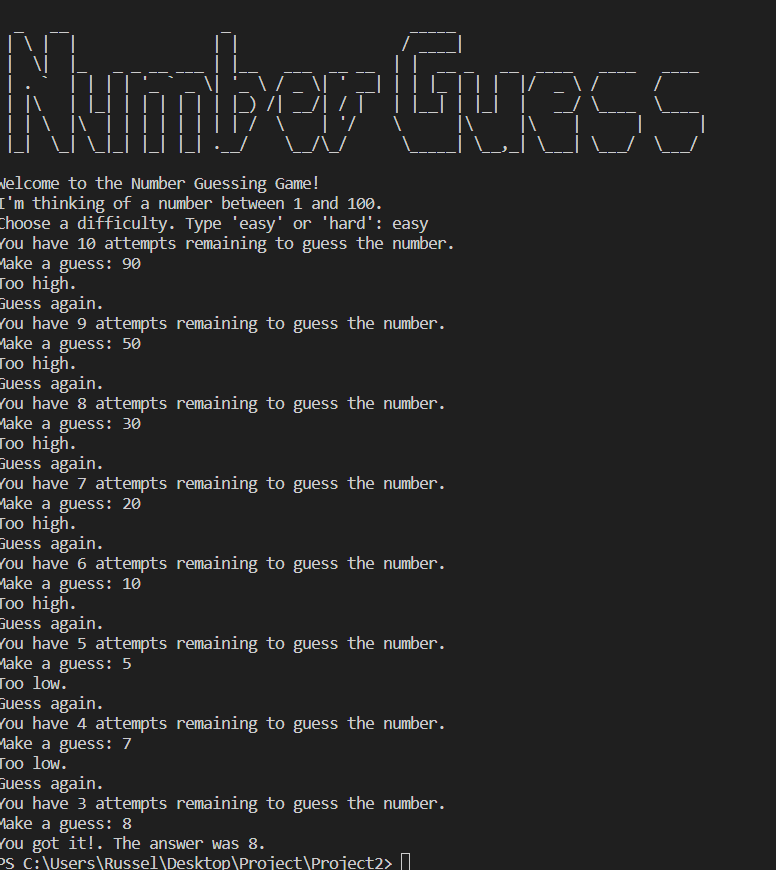 Number Guess
Welcome to the Number Guessing Game!
I'm thinking of a number between 1 and 100.
Choose a difficulty. Type 'easy' or 'hard': easy
You have 10 attempts remaining to guess the number.
Make a guess: 90
Too high.
Guess again.
You have 9 attempts remaining to guess the number.
Make a guess: 50
Too high.
Guess again.
You have 8 attempts remaining to guess the number.
Make a guess: 30
Too high.
Guess again.
You have 7 attempts remaining to guess the number.
Make a guess: 20
Too high.
Guess again.
You have 6 attempts remaining to guess the number.
Make a guess: 10
Too high.
Guess again.
You have 5 attempts remaining to guess the number.
Make a guess: 5
Too low.
Guess again.
You have 4 attempts remaining to guess the number.
Make a guess: 7
Too low.
Guess again.
You have 3 attempts remaining to guess the number.
Make a guess: 8
You got it!. The answer was 8.
PS C:\Users\Russel\Desktop\Project\Project2>